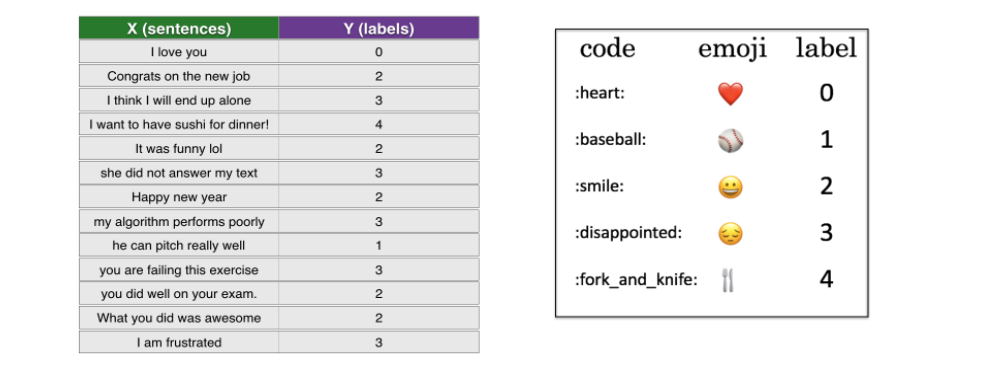 X (sentences) Y (labels)
I love you 0
Congrats on the new job 2
I think I will end up alone 3
I want to have sushi for dinner! 4
It was funny lol 2
she did not answer my text 3
Happy new year 2
my algorithm performs poorly 3
he can pitch really well 1
you are failing this exercise 3
you did well on your exam. 2
What you did was awesome 2
I am frustrated 3
code emoji label
:heart: ❤️ 0
:baseball: ⚾ 1
:smile: 😀 2
:disappointed: 😔 3
:fork_and_knife: 🍴 4